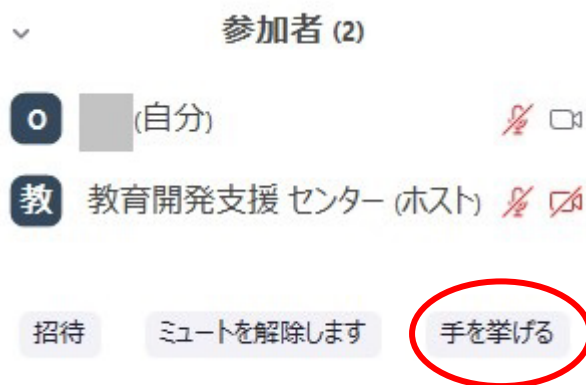 参加者 (2)
O (自分)
教 教育開発支援 センター (ホスト)
招待 ミュートを解除します 手を挙げる